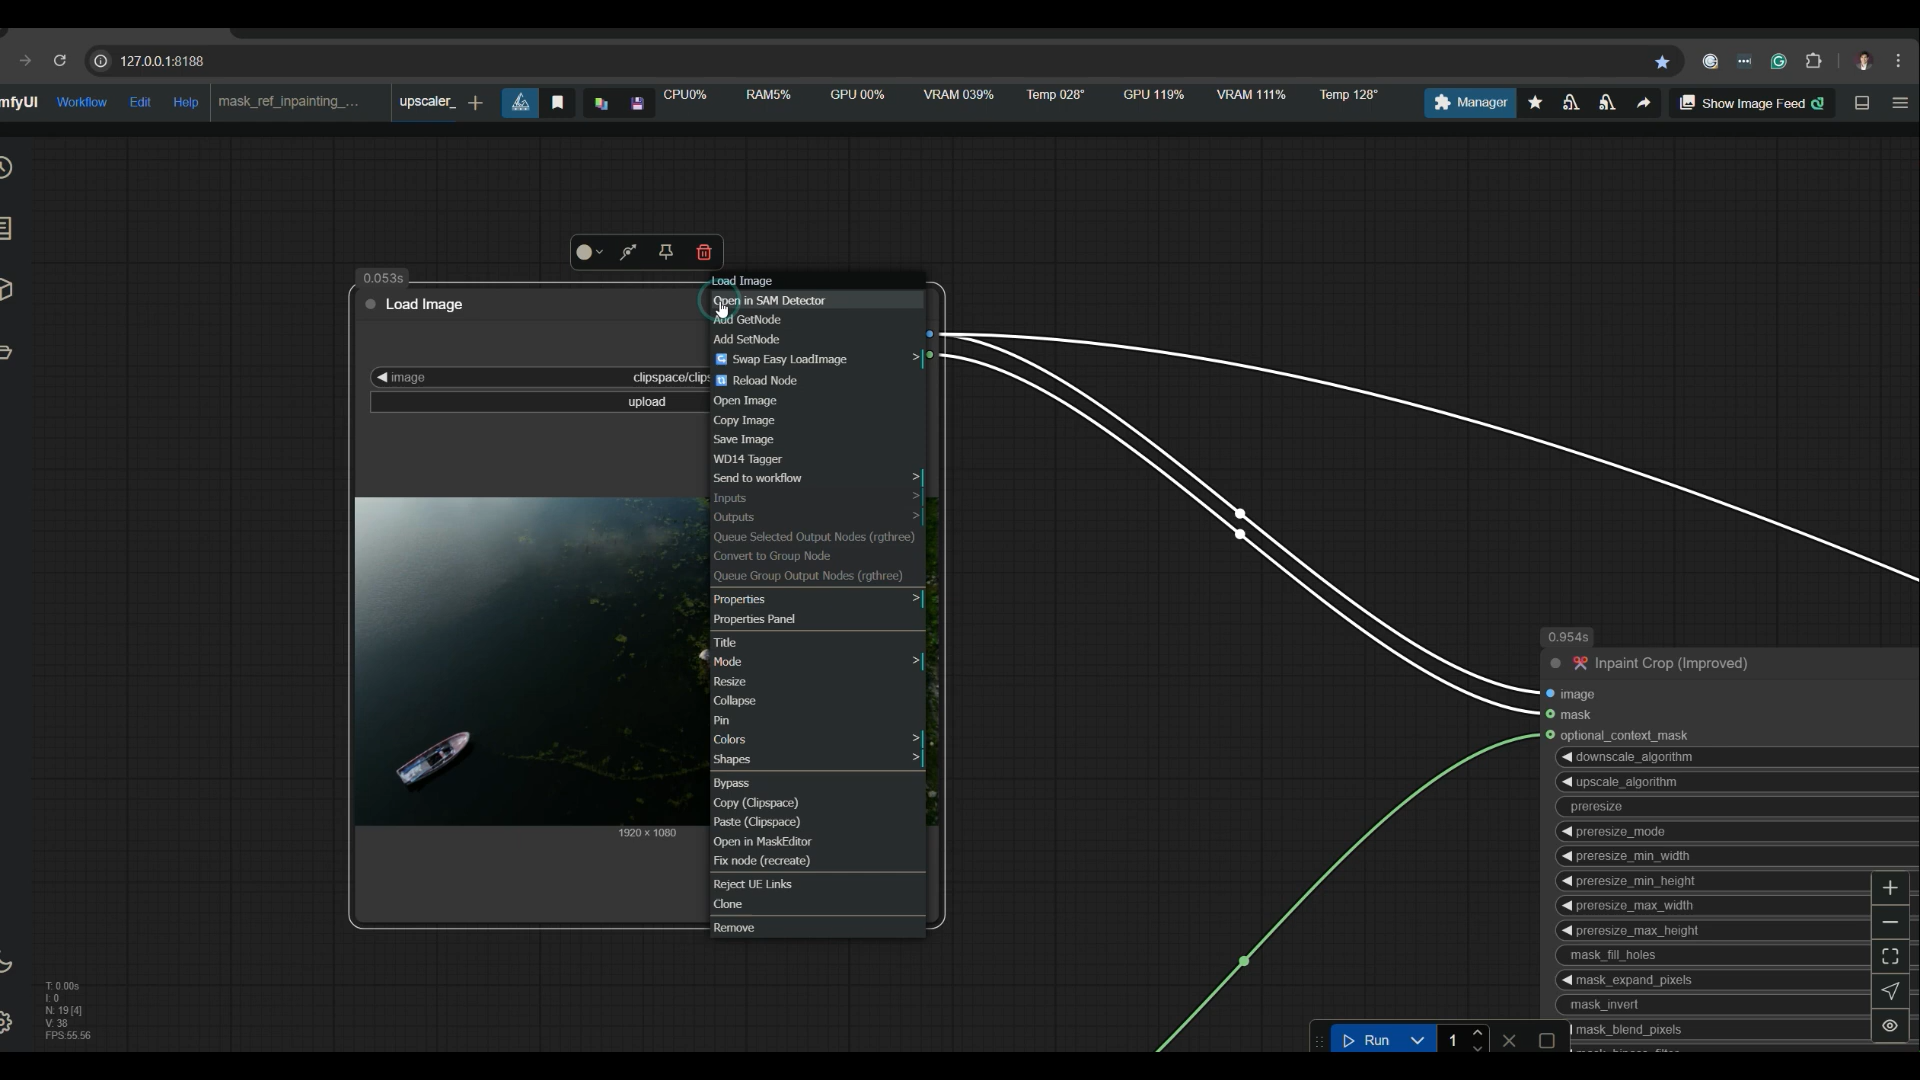 127.0.0.1:8188
mfyUI Workflow Edit Help mask_ref_inpainting_... upscaler_ CPU0% RAM5% GPU 00% VRAM 039% Temp 028° GPU 119% VRAM 111% Temp 128° Manager Show Image Feed
0.053s
Load Image
image clipspace/clips
upload
1920 × 1080
Load Image
Open in SAM Detector
Add GetNode
Add SetNode
Swap Easy LoadImage >
Reload Node
Open Image
Copy Image
Save Image
WD14 Tagger
Send to workflow >
Inputs >
Outputs >
Queue Selected Output Nodes (rgthree)
Convert to Group Node
Queue Group Output Nodes (rgthree)
Properties >
Properties Panel
Title
Mode >
Resize
Collapse
Pin
Colors >
Shapes >
Bypass
Copy (Clipspace)
Paste (Clipspace)
Open in MaskEditor
Fix node (recreate)
Reject UE Links
Clone
Remove
0.954s
Inpaint Crop (Improved)
image
mask
optional_context_mask
downscale_algorithm
upscale_algorithm
preresize
preresize_mode
preresize_min_width
preresize_min_height
preresize_max_width
preresize_max_height
mask_fill_holes
mask_expand_pixels
mask_invert
mask_blend_pixels
T: 0.00s
I: 0
N: 19 [4]
V: 38
FPS:55.56
Run 1